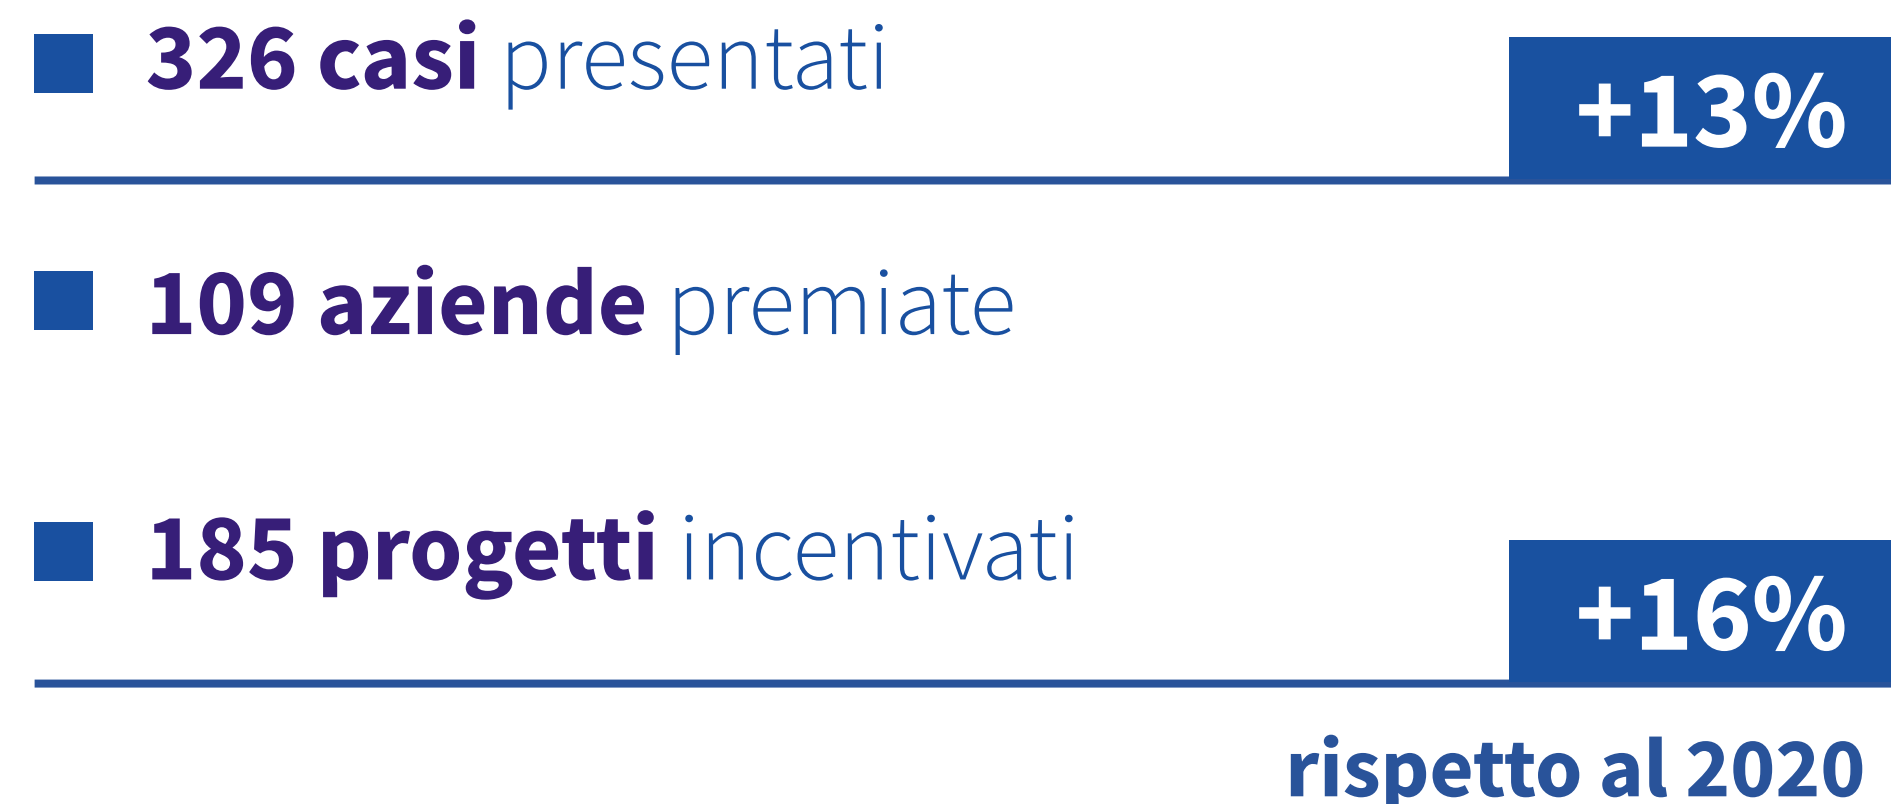 326 casi presentati
+13%
109 aziende premiate
185 progetti incentivati
+16%
rispetto al 2020